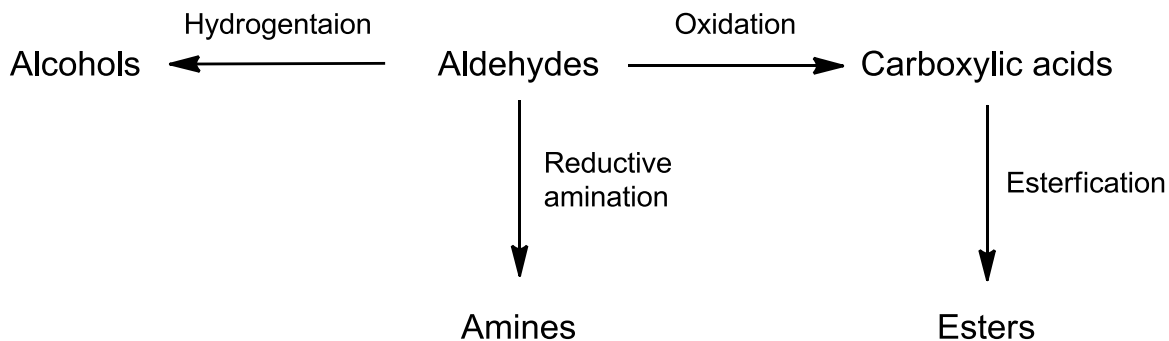 Hydrogentaion
Oxidation
Alcohols
Aldehydes
Carboxylic acids
Reductive
amination
Esterfication
Amines
Esters